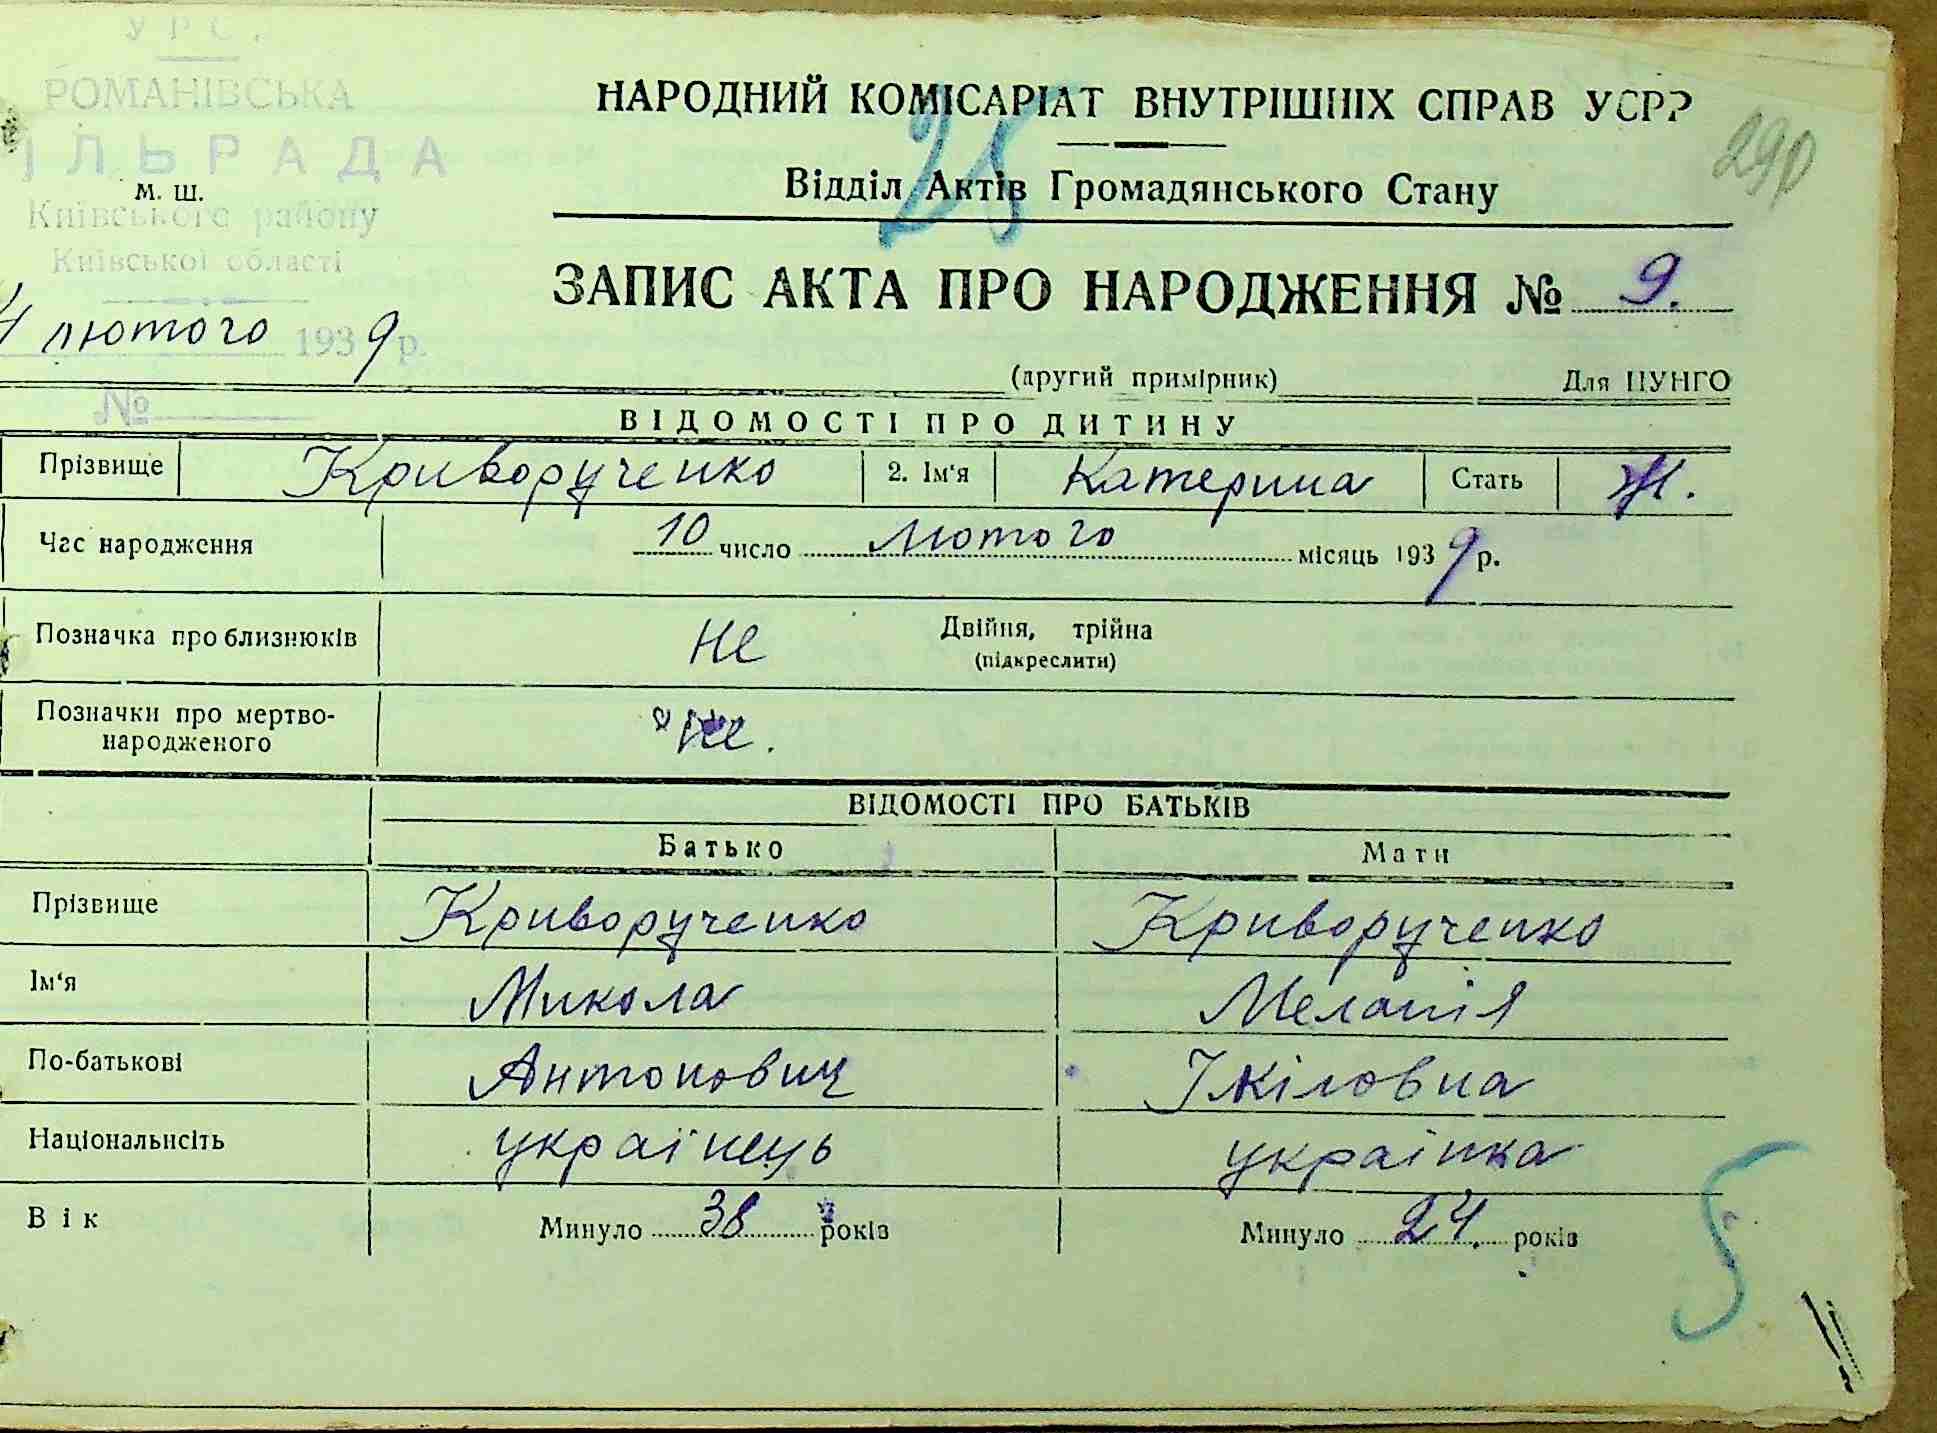 УРС.
РОМАНІВСЬКА
ІЛЬРАДА
М. Ш.
Київського району
Київської області
4 лютого 1939 р.
№
НАРОДНИЙ КОМІСАРІАТ ВНУТРІШНІХ СПРАВ УСРР
25
290
Відділ Актів Громадянського Стану
ЗАПИС АКТА ПРО НАРОДЖЕННЯ № 9.
(другий примірник) Для ЦУНГО
ВІДОМОСТІ ПРО ДИТИНУ
Прізвище Криворученко 2. Ім'я Катерина Стать Ж.
Час народження 10 число Лютого місяць 1939 р.
Позначка про близнюків не Двійня, трійна
(підкреслити)
Позначки про мертво-
народженого не.
ВІДОМОСТІ ПРО БАТЬКІВ
Батько Мати
Прізвище Криворученко Криворученко
Ім'я Микола Меланія
По-батькові Антонович
Національність українець українка
Вік Минуло 38 років Минуло 24. років
5